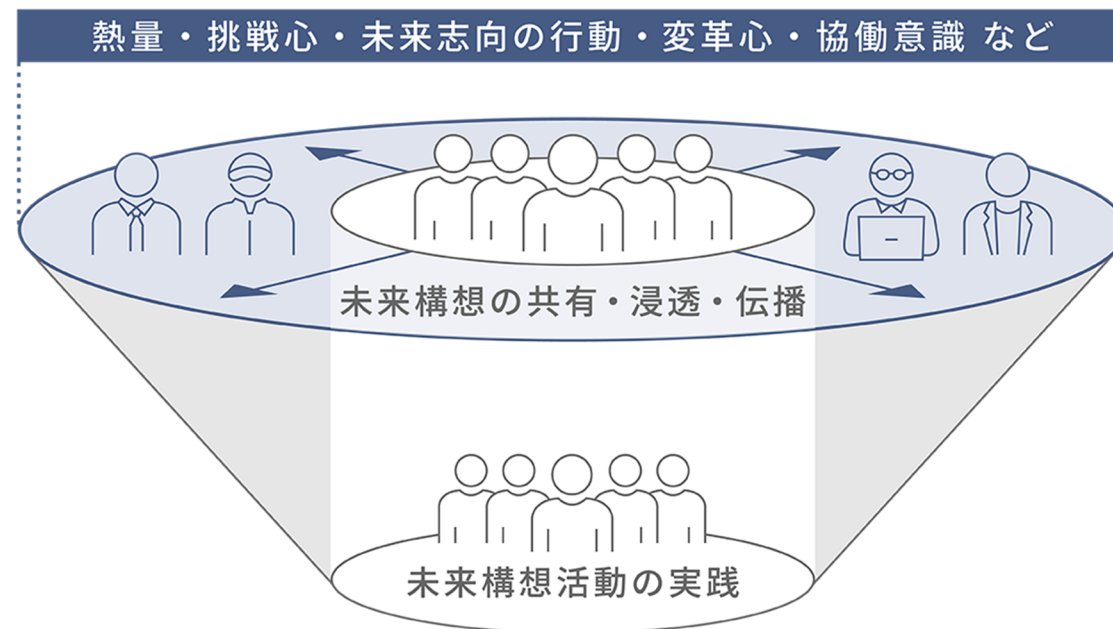 熱量・挑戦心・未来志向の行動・変革心・協働意識 など
未来構想の共有・浸透・伝播
未来構想活動の実践